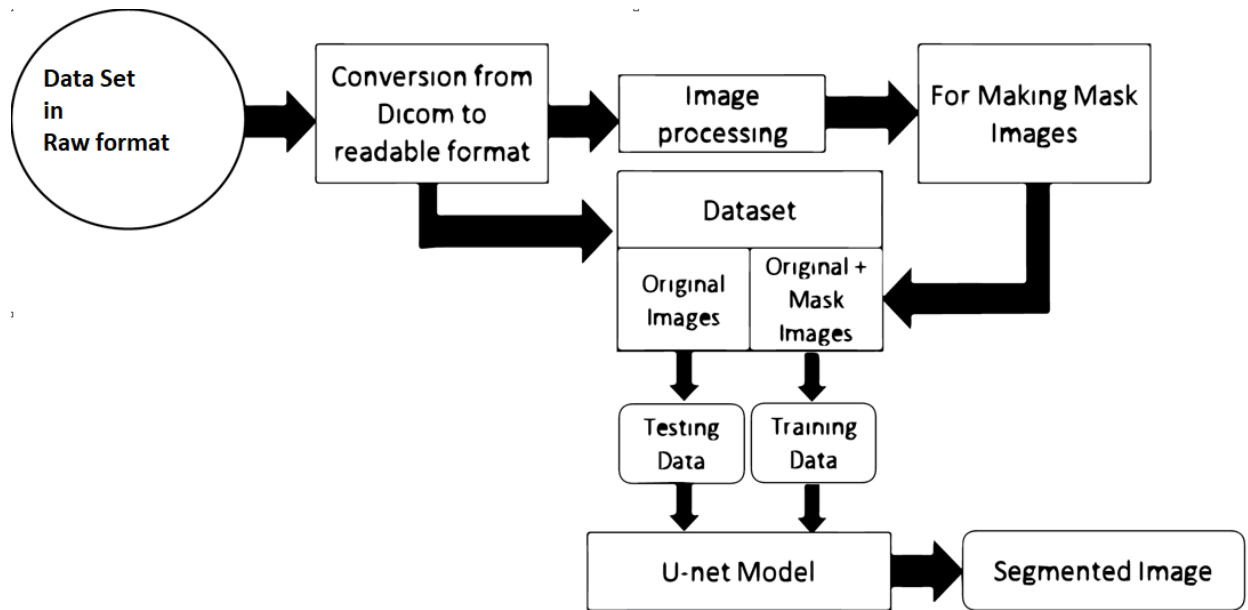 Data Set
in
Raw format
Conversion from
Dicom to
readable format
Image
processing
For Making Mask
Images
Dataset
Original
Images
Original +
Mask
Images
Testing
Data
Training
Data
U-net Model
Segmented Image